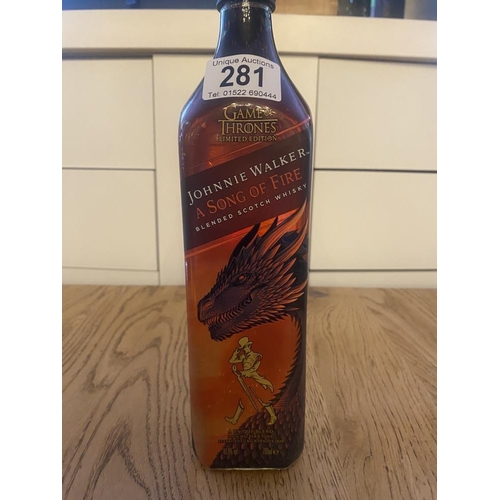 Unique Auctions
281
Tel: 01522 690444
GAME OF
THRONES
LIMITED EDITION
JOHNNIE WALKER
A SONG OF FIRE
BLENDED SCOTCH WHISKY